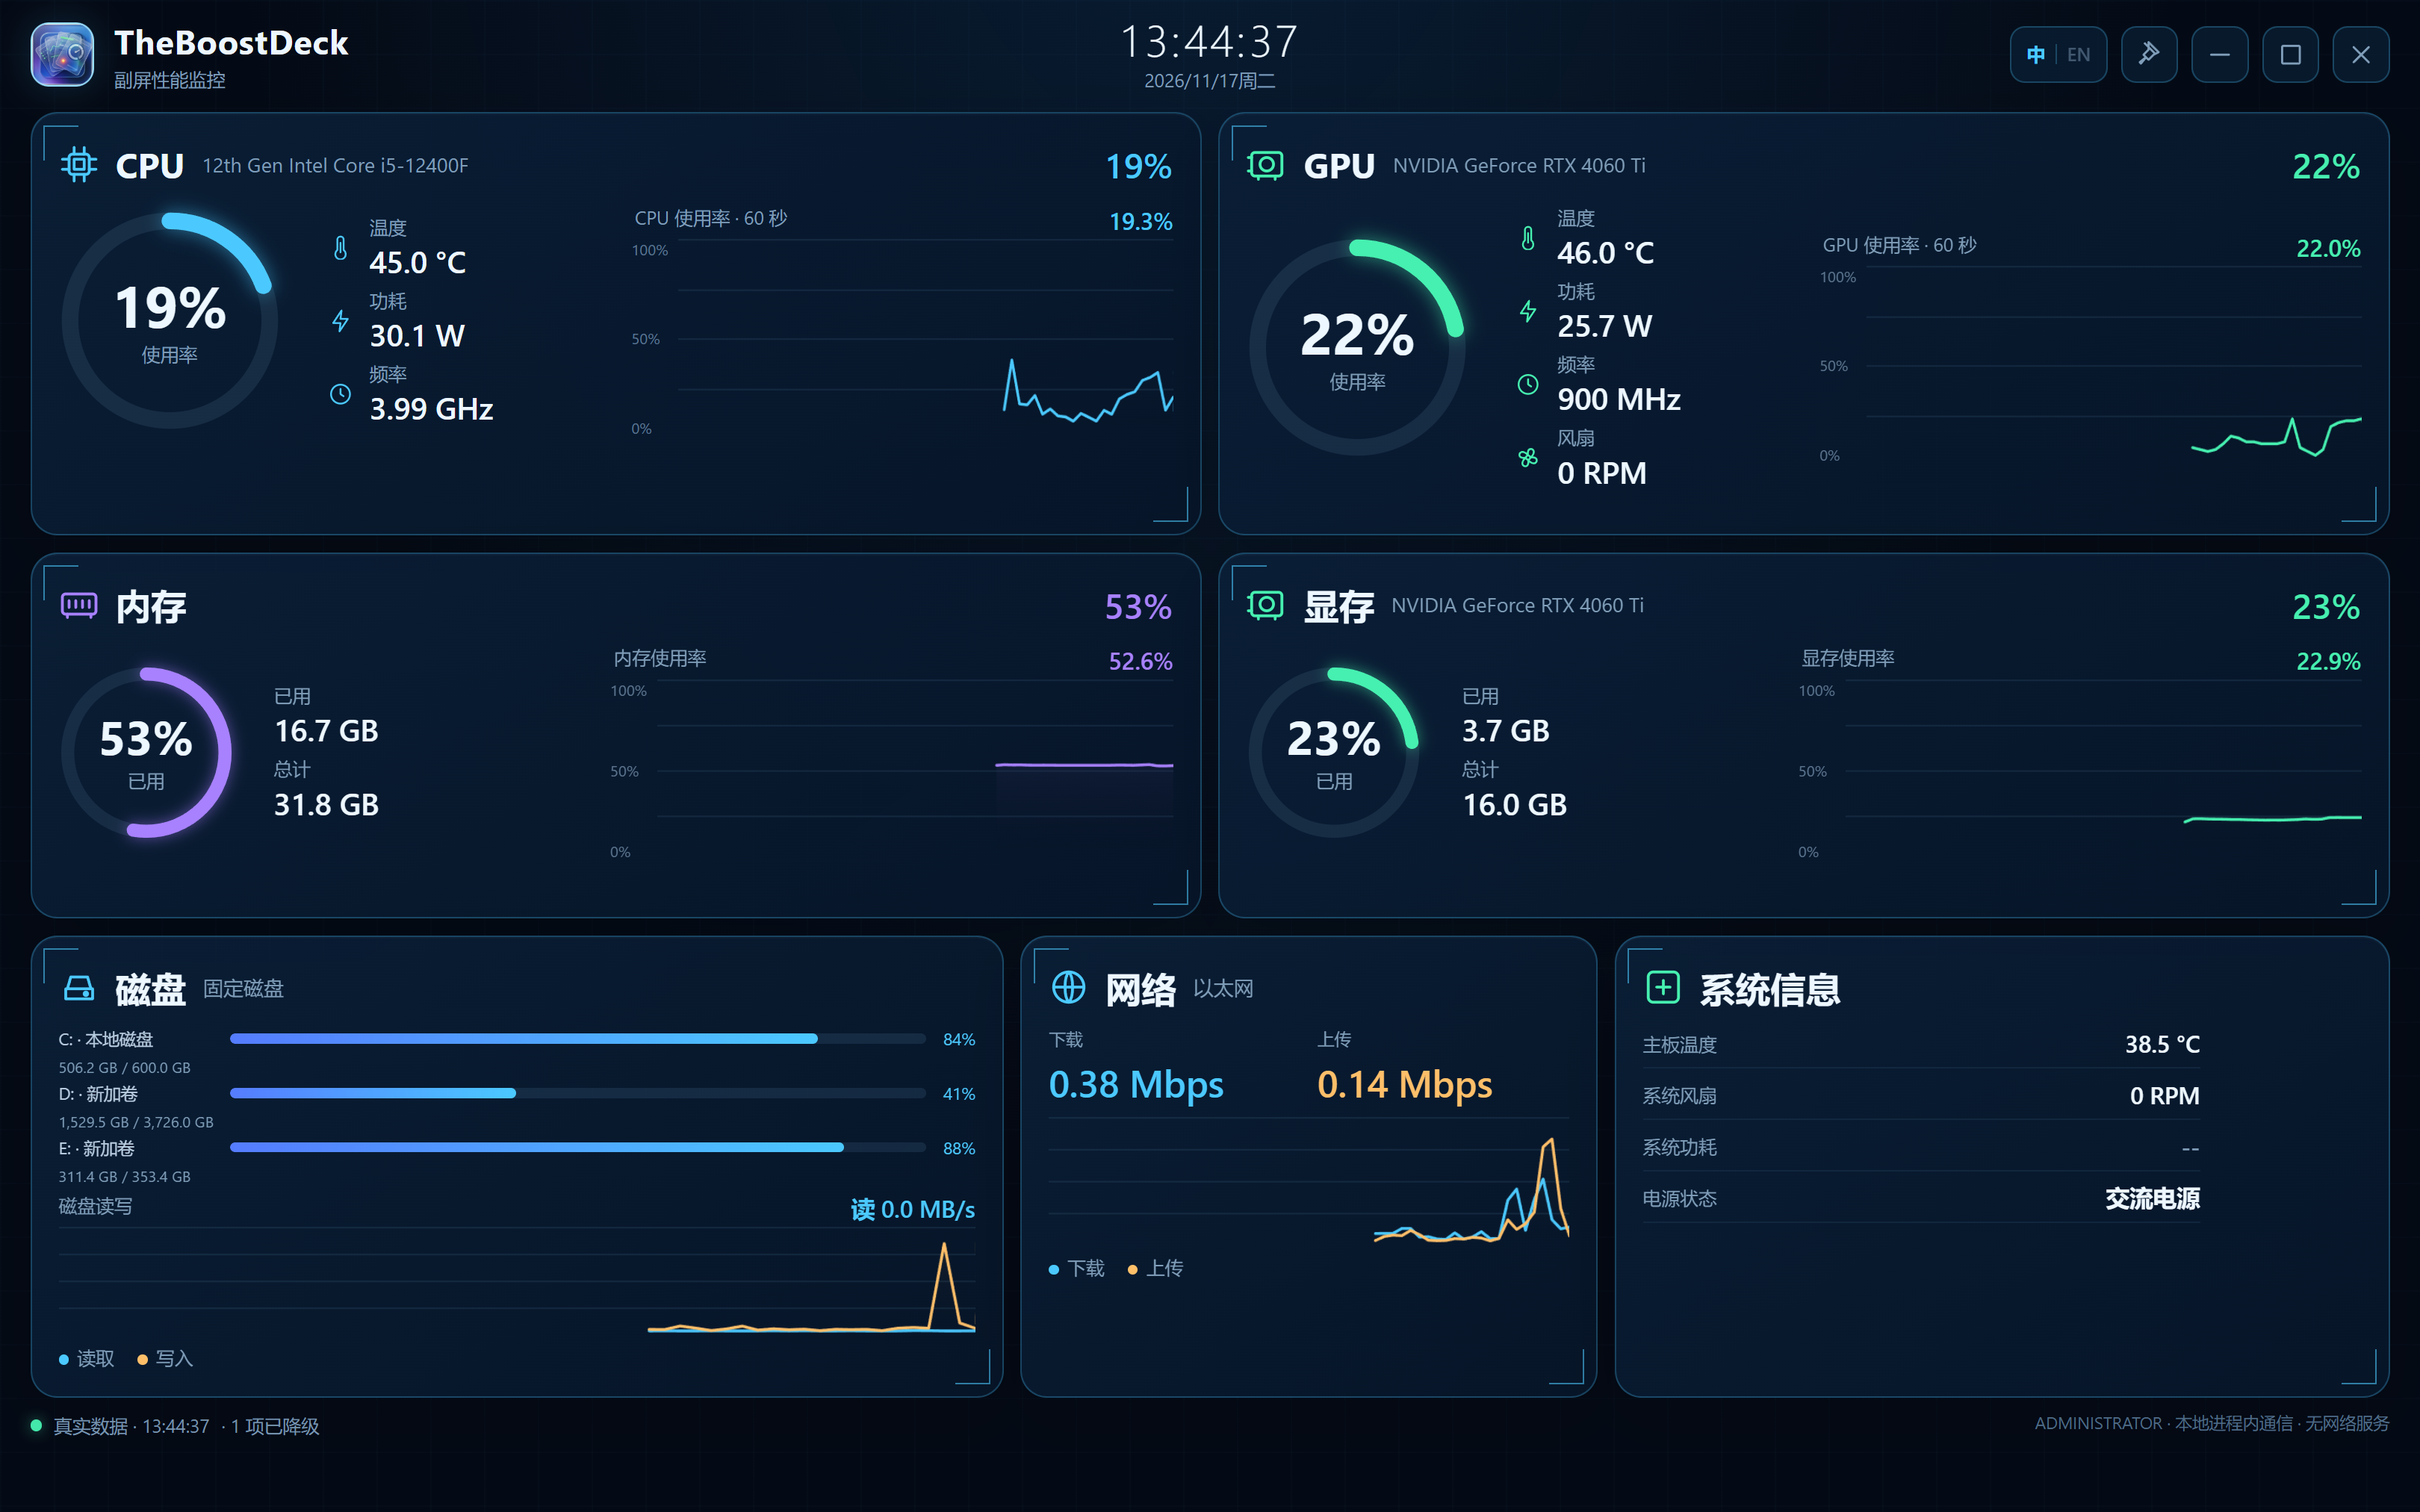 TheBoostDeck
副屏性能监控
13:44:37
2026/11/17周二
中 | EN
CPU 12th Gen Intel Core i5-12400F 19%
19%
使用率
温度
45.0 °C
功耗
30.1 W
频率
3.99 GHz
CPU 使用率 · 60 秒 19.3%
100%
50%
0%
GPU NVIDIA GeForce RTX 4060 Ti 22%
22%
使用率
温度
46.0 °C
功耗
25.7 W
频率
900 MHz
风扇
0 RPM
GPU 使用率 · 60 秒 22.0%
100%
50%
0%
内存 53%
53%
已用
已用
16.7 GB
总计
31.8 GB
内存使用率 52.6%
100%
50%
0%
显存 NVIDIA GeForce RTX 4060 Ti 23%
23%
已用
已用
3.7 GB
总计
16.0 GB
显存使用率 22.9%
100%
50%
0%
磁盘 固定磁盘
C: · 本地磁盘 84%
506.2 GB / 600.0 GB
D: · 新加卷 41%
1,529.5 GB / 3,726.0 GB
E: · 新加卷 88%
311.4 GB / 353.4 GB
磁盘读写 读 0.0 MB/s
读取 写入
网络 以太网
下载 上传
0.38 Mbps 0.14 Mbps
下载 上传
系统信息
主板温度 38.5 °C
系统风扇 0 RPM
系统功耗 --
电源状态 交流电源
真实数据 · 13:44:37 · 1 项已降级
ADMINISTRATOR · 本地进程内通信 · 无网络服务